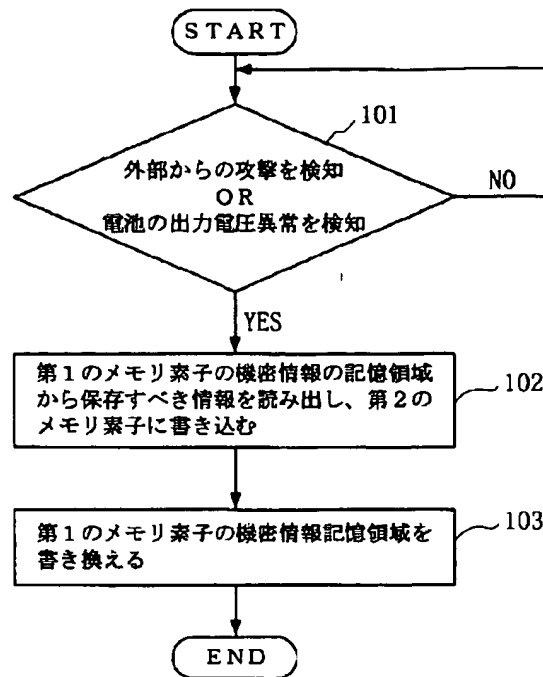 START
101
外部からの攻撃を検知
OR
電池の出力電圧異常を検知
NO
YES
第1のメモリ素子の機密情報の記憶領域
から保存すべき情報を読み出し、第2の
メモリ素子に書き込む
102
第1のメモリ素子の機密情報記憶領域を
書き換える
103
END